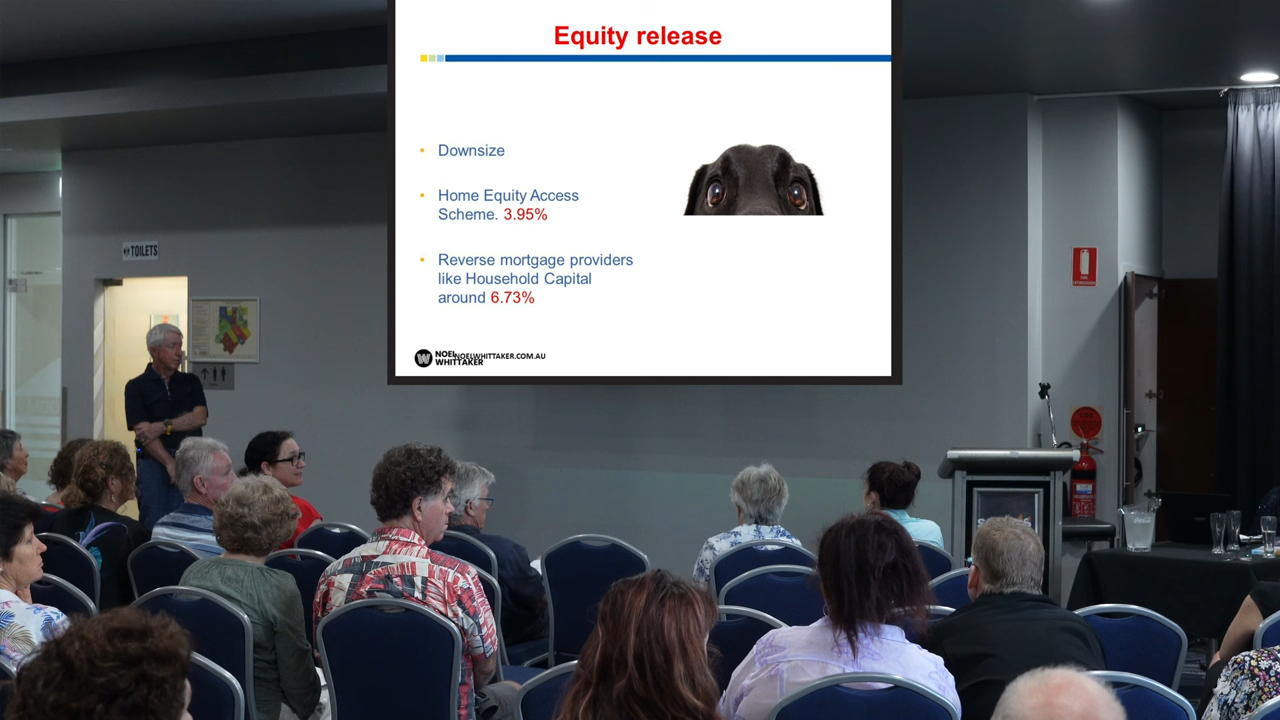 Equity release
• Downsize
• Home Equity Access
Scheme. 3.95%
• Reverse mortgage providers
like Household Capital
around 6.73%
W NOEL
WHITTAKER
NOELWHITTAKER.COM.AU
TOILETS